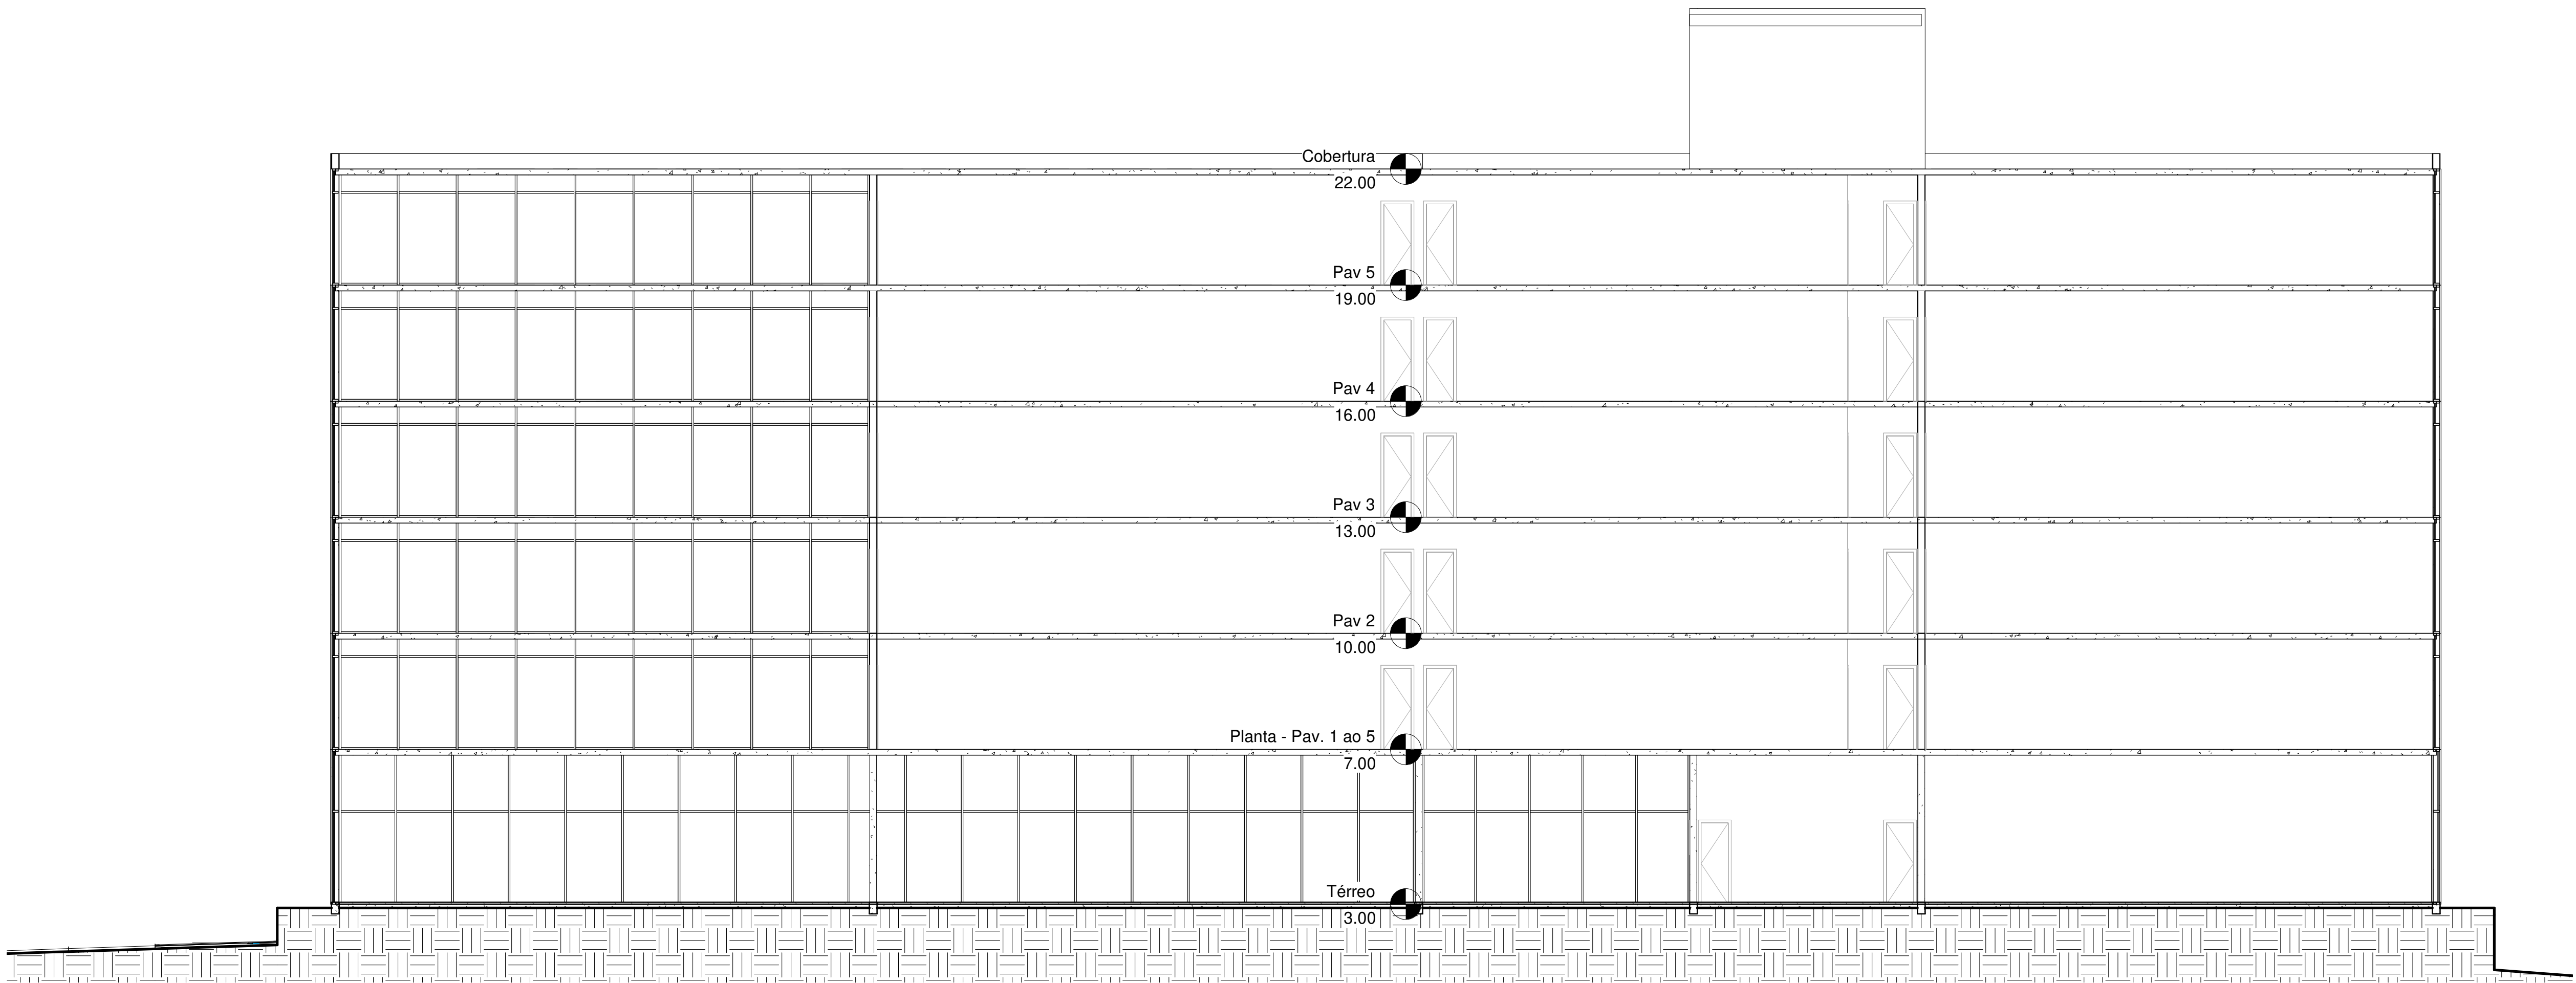 Cobertura
22.00
Pav 5
19.00
Pav 4
16.00
Pav 3
13.00
Pav 2
10.00
Planta - Pav. 1 ao 5
7.00
Térreo
3.00